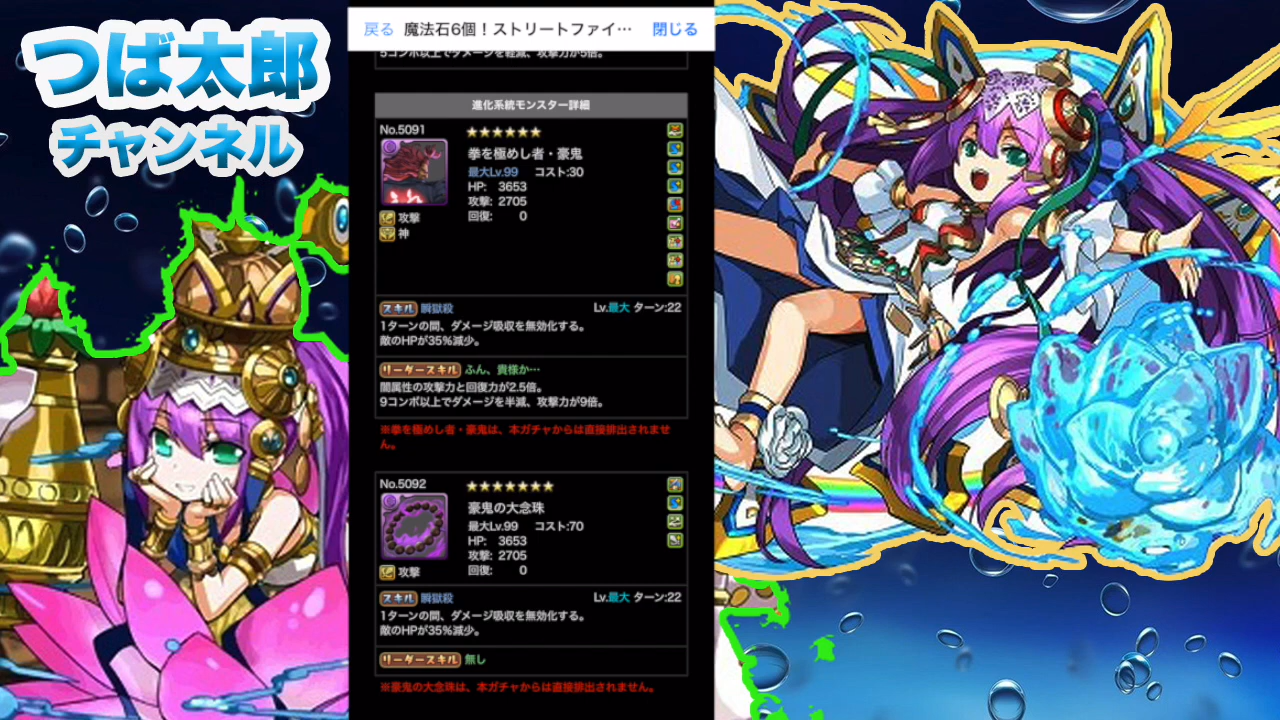 つば太郎
チャンネル
戻る 魔法石6個！ストリートファイ… 閉じる
5コンボ以上でダメージを軽減、攻撃力が5倍。
進化系統モンスター詳細
No.5091 ★★★★★★
拳を極めし者・豪鬼
最大Lv.99 コスト:30
HP: 3653
攻撃: 2705
回復: 0
攻撃
神
スキル 瞬獄殺 Lv.最大 ターン:22
1ターンの間、ダメージ吸収を無効化する。
敵のHPが35%減少。
リーダースキル ふん、貴様か…
闇属性の攻撃力と回復力が2.5倍。
9コンボ以上でダメージを半減、攻撃力が9倍。
※拳を極めし者・豪鬼は、本ガチャからは直接排出されませ
ん。
No.5092 ★★★★★★★
豪鬼の大念珠
最大Lv.99 コスト:70
HP: 3653
攻撃: 2705
回復: 0
攻撃
スキル 瞬獄殺 Lv.最大 ターン:22
1ターンの間、ダメージ吸収を無効化する。
敵のHPが35%減少。
リーダースキル 無し
※豪鬼の大念珠は、本ガチャからは直接排出されません。